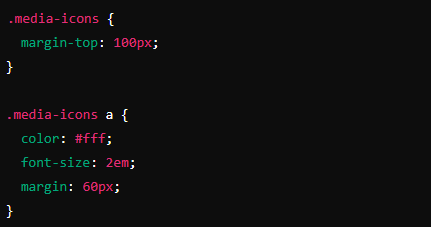 .media-icons {
  margin-top: 100px;
}

.media-icons a {
  color: #fff;
  font-size: 2em;
  margin: 60px;
}